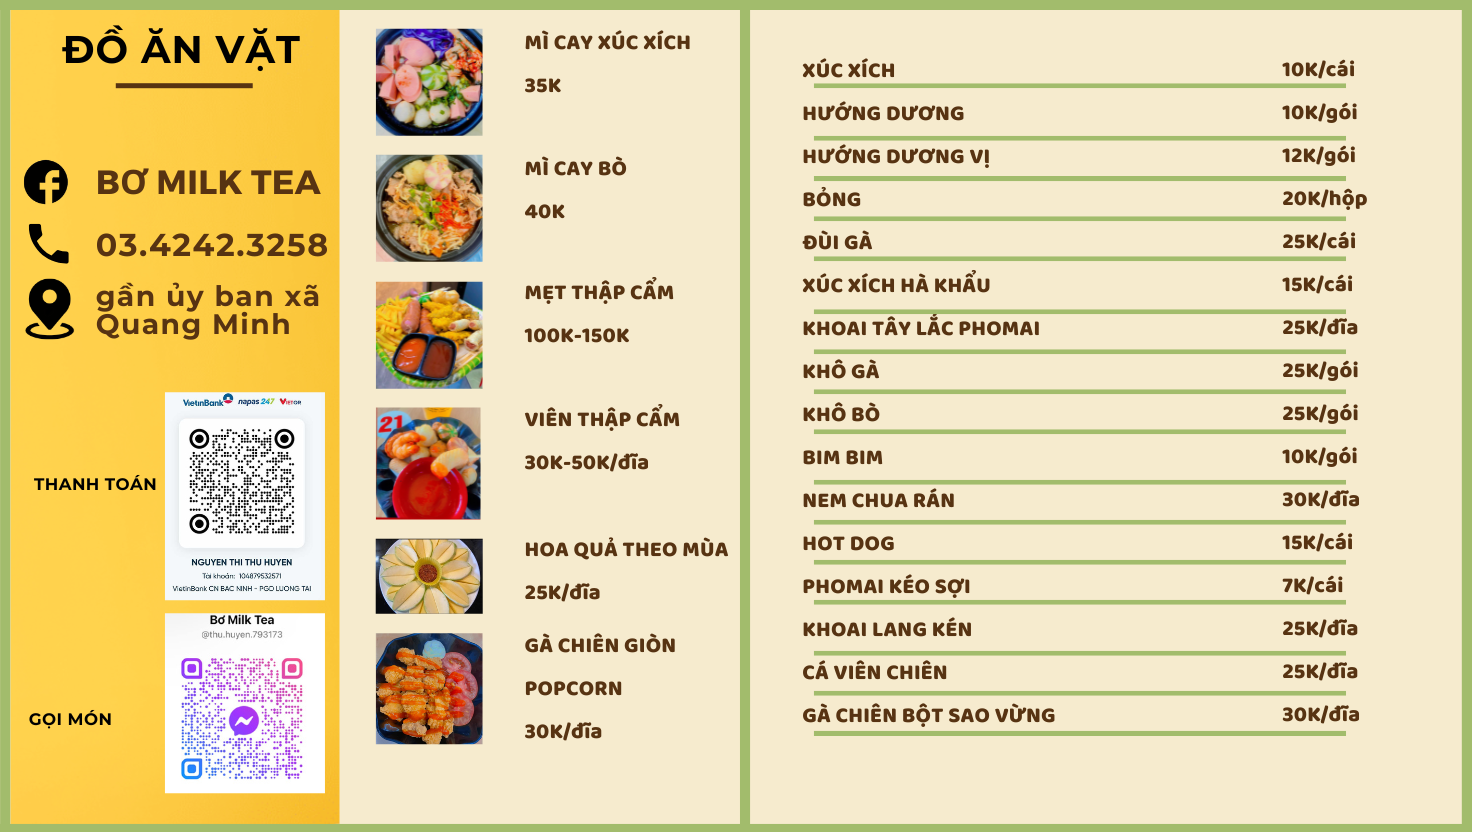 ĐỒ ĂN VẶT
BƠ MILK TEA
03.4242.3258
gần ủy ban xã
Quang Minh
THANH TOÁN
VietinBank napas 247 VIETQR
NGUYEN THI THU HUYEN
Tài khoản: 104879532571
VietinBank CN BAC NINH - PGD LUONG TAI
GỌI MÓN
Bơ Milk Tea
@thu.huyen.793173
MÌ CAY XÚC XÍCH
35K
MÌ CAY BÒ
40K
MẸT THẬP CẨM
100K-150K
21
VIÊN THẬP CẨM
30K-50K/đĩa
HOA QUẢ THEO MÙA
25K/đĩa
GÀ CHIÊN GIÒN
POPCORN
30K/đĩa
XÚC XÍCH 10K/cái
HƯỚNG DƯƠNG 10K/gói
HƯỚNG DƯƠNG VỊ 12K/gói
BỎNG 20K/hộp
ĐÙI GÀ 25K/cái
XÚC XÍCH HÀ KHẨU 15K/cái
KHOAI TÂY LẮC PHOMAI 25K/đĩa
KHÔ GÀ 25K/gói
KHÔ BÒ 25K/gói
BIM BIM 10K/gói
NEM CHUA RÁN 30K/đĩa
HOT DOG 15K/cái
PHOMAI KÉO SỢI 7K/cái
KHOAI LANG KÉN 25K/đĩa
CÁ VIÊN CHIÊN 25K/đĩa
GÀ CHIÊN BỘT SAO VỪNG 30K/đĩa